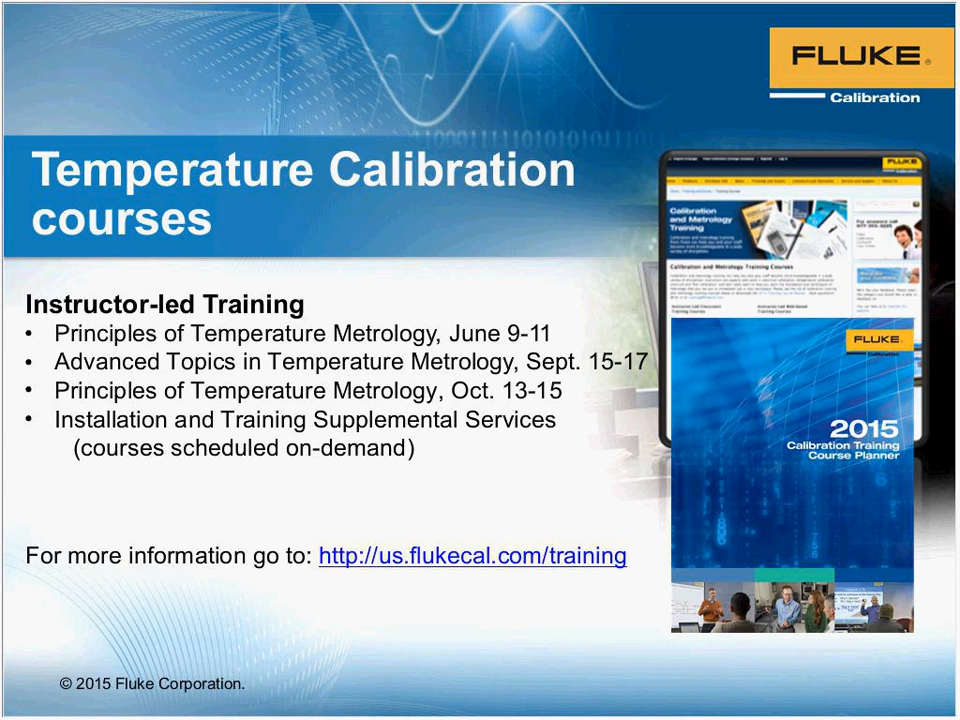 FLUKE®
Calibration
Temperature Calibration
courses
Instructor-led Training
• Principles of Temperature Metrology, June 9-11
• Advanced Topics in Temperature Metrology, Sept. 15-17
• Principles of Temperature Metrology, Oct. 13-15
• Installation and Training Supplemental Services
(courses scheduled on-demand)
For more information go to: http://us.flukecal.com/training
© 2015 Fluke Corporation.
FLUKE
Calibration
and Metrology
Training
Calibration and Metrology Training Courses
FLUKE®
Calibration
2015
Calibration Training
Course Planner